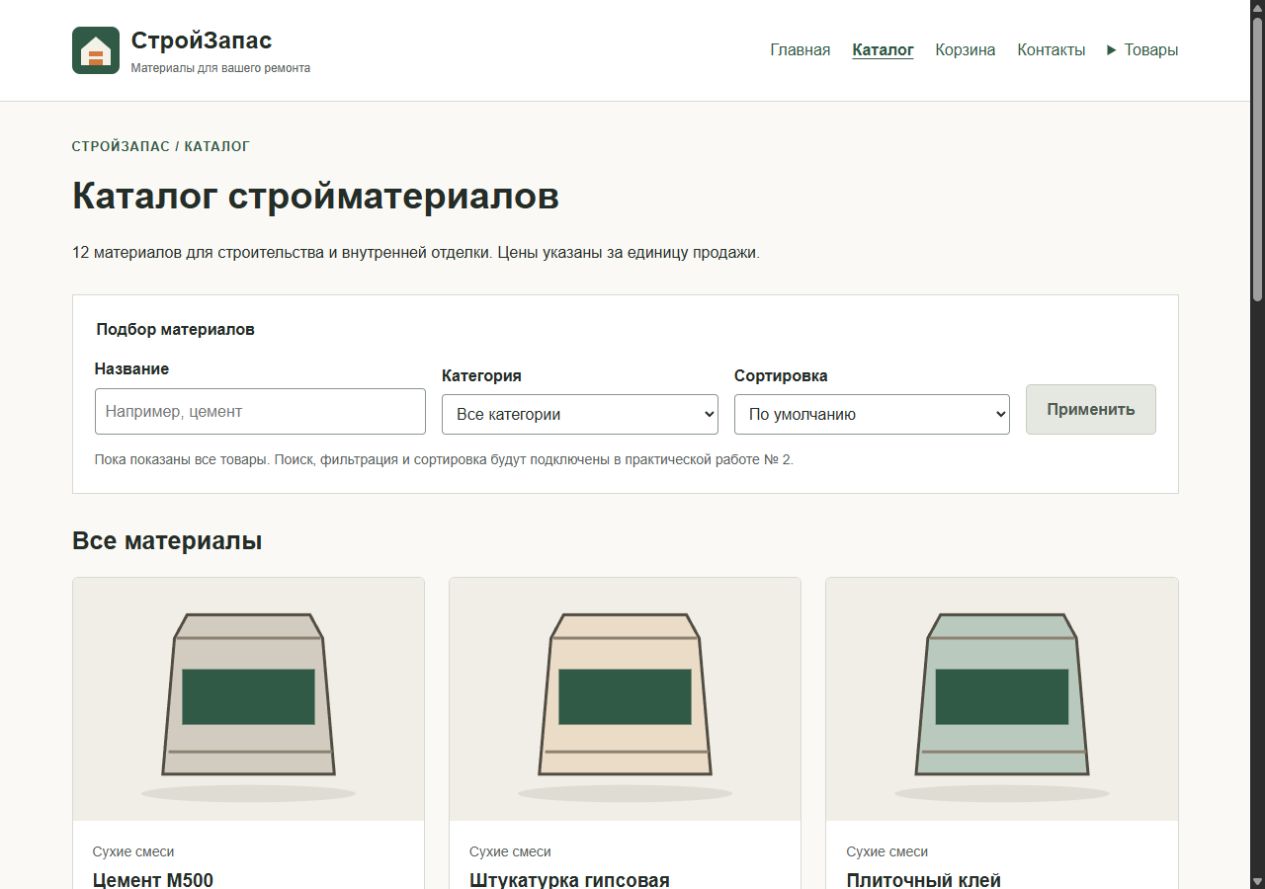 СтройЗапас
Материалы для вашего ремонта
Главная Каталог Корзина Контакты ▶ Товары
СТРОЙЗАПАС / КАТАЛОГ
Каталог стройматериалов
12 материалов для строительства и внутренней отделки. Цены указаны за единицу продажи.
Подбор материалов
Название Категория Сортировка
Например, цемент Все категории По умолчанию Применить
Пока показаны все товары. Поиск, фильтрация и сортировка будут подключены в практической работе № 2.
Все материалы
Сухие смеси Сухие смеси Сухие смеси
Цемент М500 Штукатурка гипсовая Плиточный клей